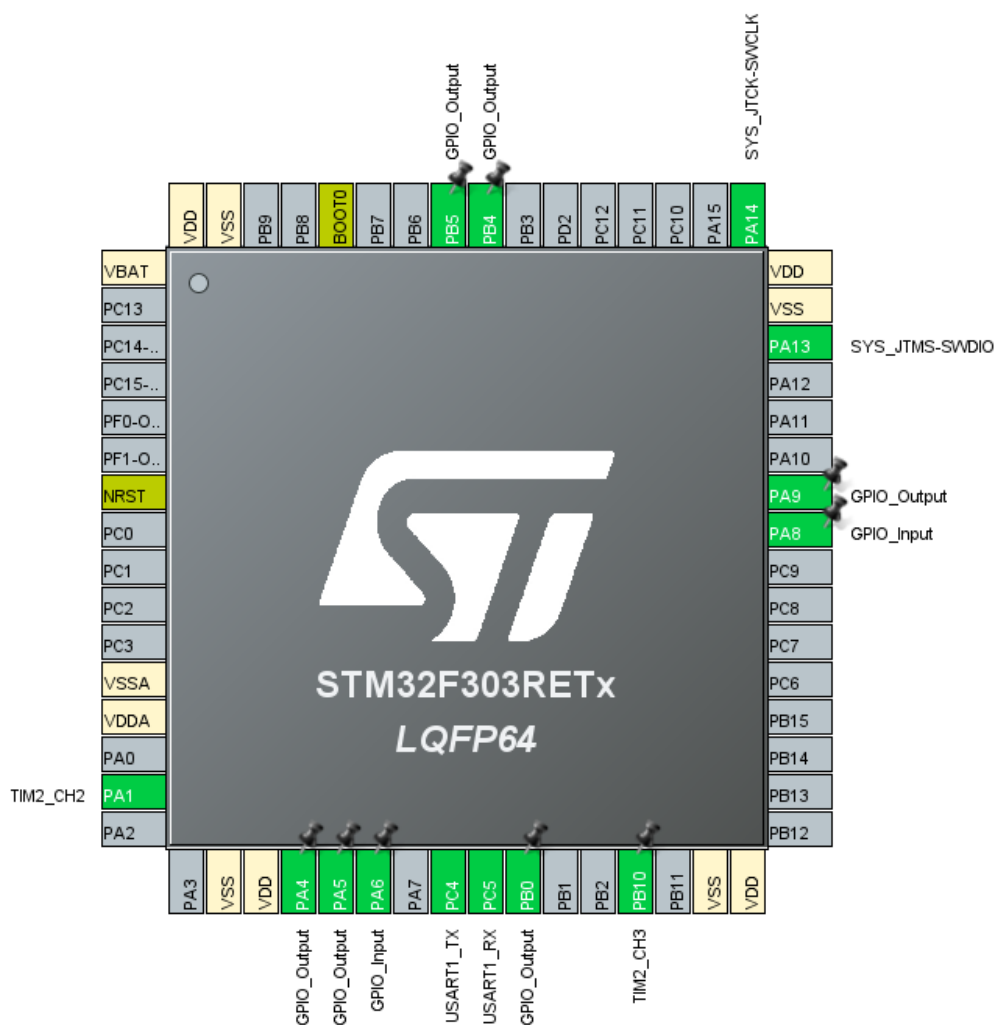 SYS_JTCK-SWCLK
GPIO_Output
GPIO_Output
VDD
VSS
PB9
PB8
BOOT0
PB7
PB6
PB5
PB4
PB3
PD2
PC12
PC11
PC10
PA15
PA14
VBAT
PC13
PC14-..
PC15-..
PF0-O..
PF1-O..
NRST
PC0
PC1
PC2
PC3
VSSA
VDDA
PA0
TIM2_CH2 PA1
PA2
STM32F303RETx
LQFP64
VDD
VSS
PA13 SYS_JTMS-SWDIO
PA12
PA11
PA10
PA9 GPIO_Output
PA8 GPIO_Input
PC9
PC8
PC7
PC6
PB15
PB14
PB13
PB12
PA3
VSS
VDD
PA4
PA5
PA6
PA7
PC4
PC5
PB0
PB1
PB2
PB10
PB11
VSS
VDD
GPIO_Output
GPIO_Output
GPIO_Input
USART1_TX
USART1_RX
GPIO_Output
TIM2_CH3